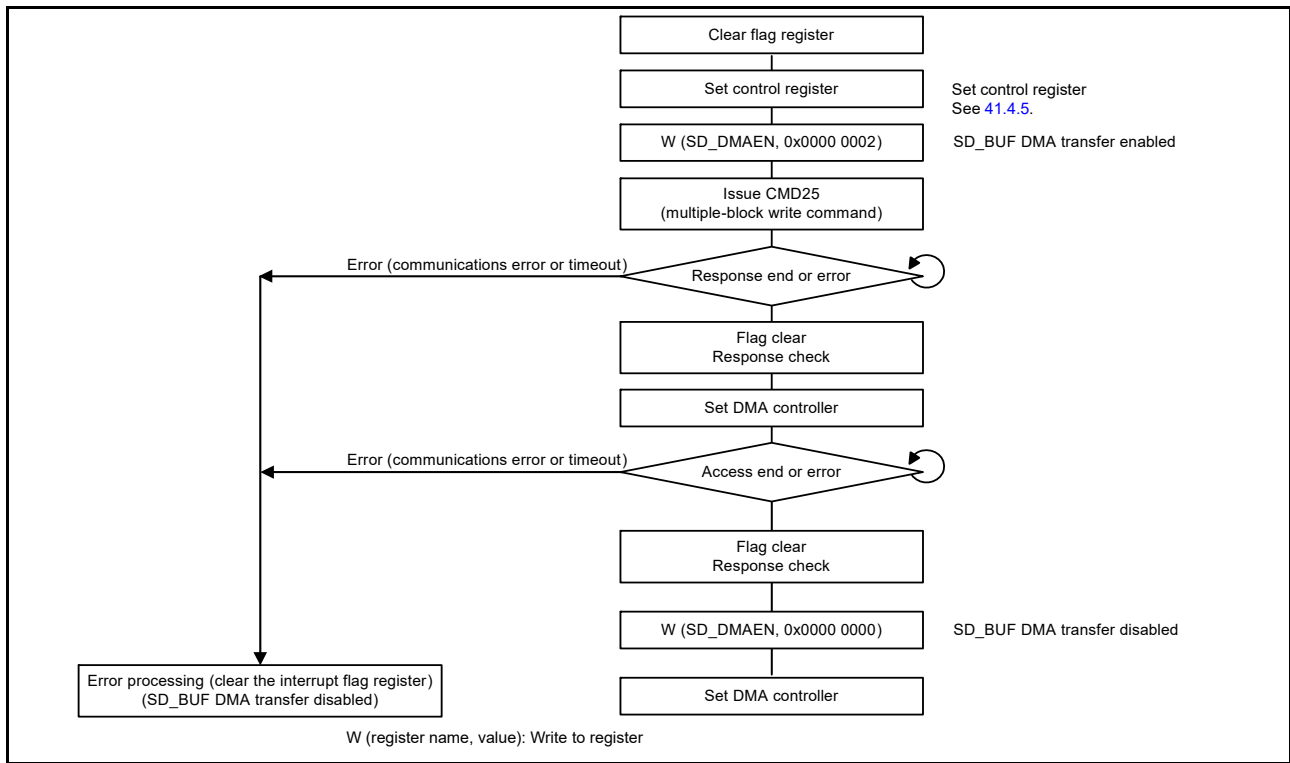 Clear flag register
Set control register
Set control register
See 41.4.5.
W (SD_DMAEN, 0x0000 0002)
SD_BUF DMA transfer enabled
Issue CMD25
(multiple-block write command)
Error (communications error or timeout)
Response end or error
Flag clear
Response check
Set DMA controller
Error (communications error or timeout)
Access end or error
Flag clear
Response check
W (SD_DMAEN, 0x0000 0000)
SD_BUF DMA transfer disabled
Error processing (clear the interrupt flag register)
(SD_BUF DMA transfer disabled)
Set DMA controller
W (register name, value): Write to register